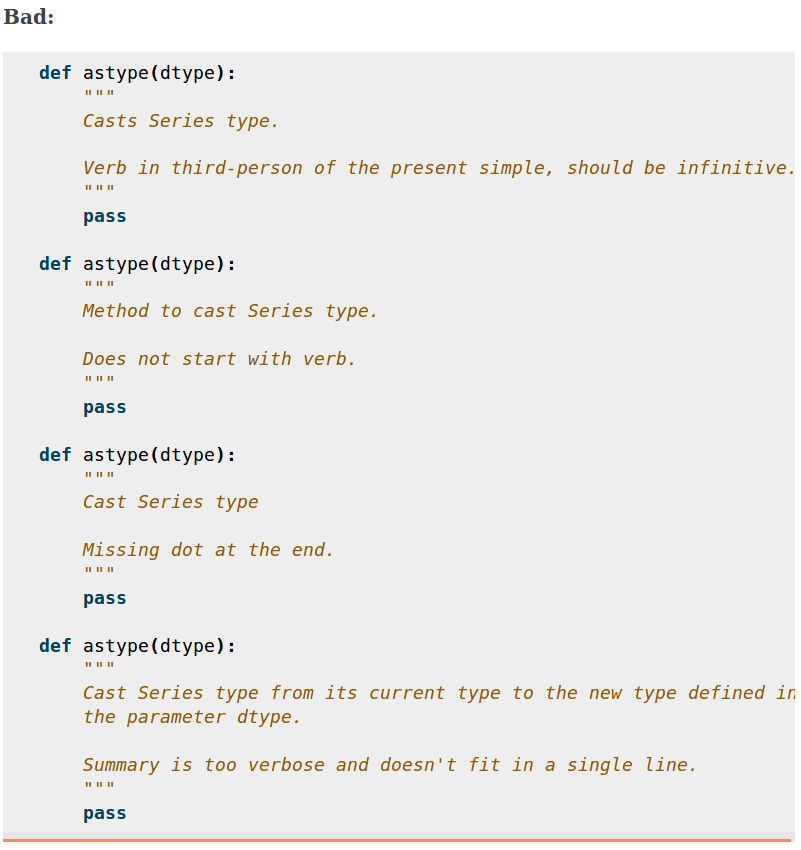 Bad:
def astype(dtype):
"""
Casts Series type.
Verb in third-person of the present simple, should be infinitive.
"""
pass
def astype(dtype):
"""
Method to cast Series type.
Does not start with verb.
"""
pass
def astype(dtype):
"""
Cast Series type
Missing dot at the end.
"""
pass
def astype(dtype):
"""
Cast Series type from its current type to the new type defined in
the parameter dtype.
Summary is too verbose and doesn't fit in a single line.
"""
pass